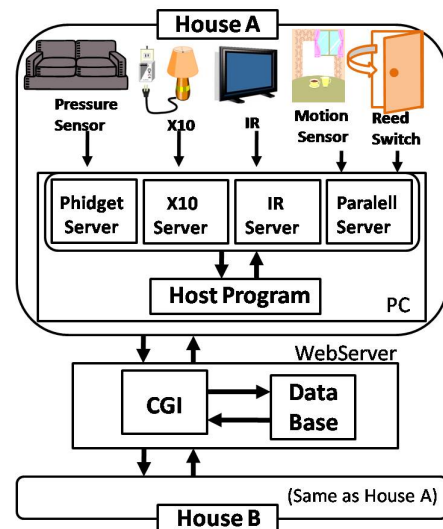 House A
Pressure
Sensor
X10
IR
Motion
Sensor
Reed
Switch
Phidget
Server
X10
Server
IR
Server
Paralell
Server
Host Program
PC
WebServer
CGI
Data
Base
(Same as House A)
House B